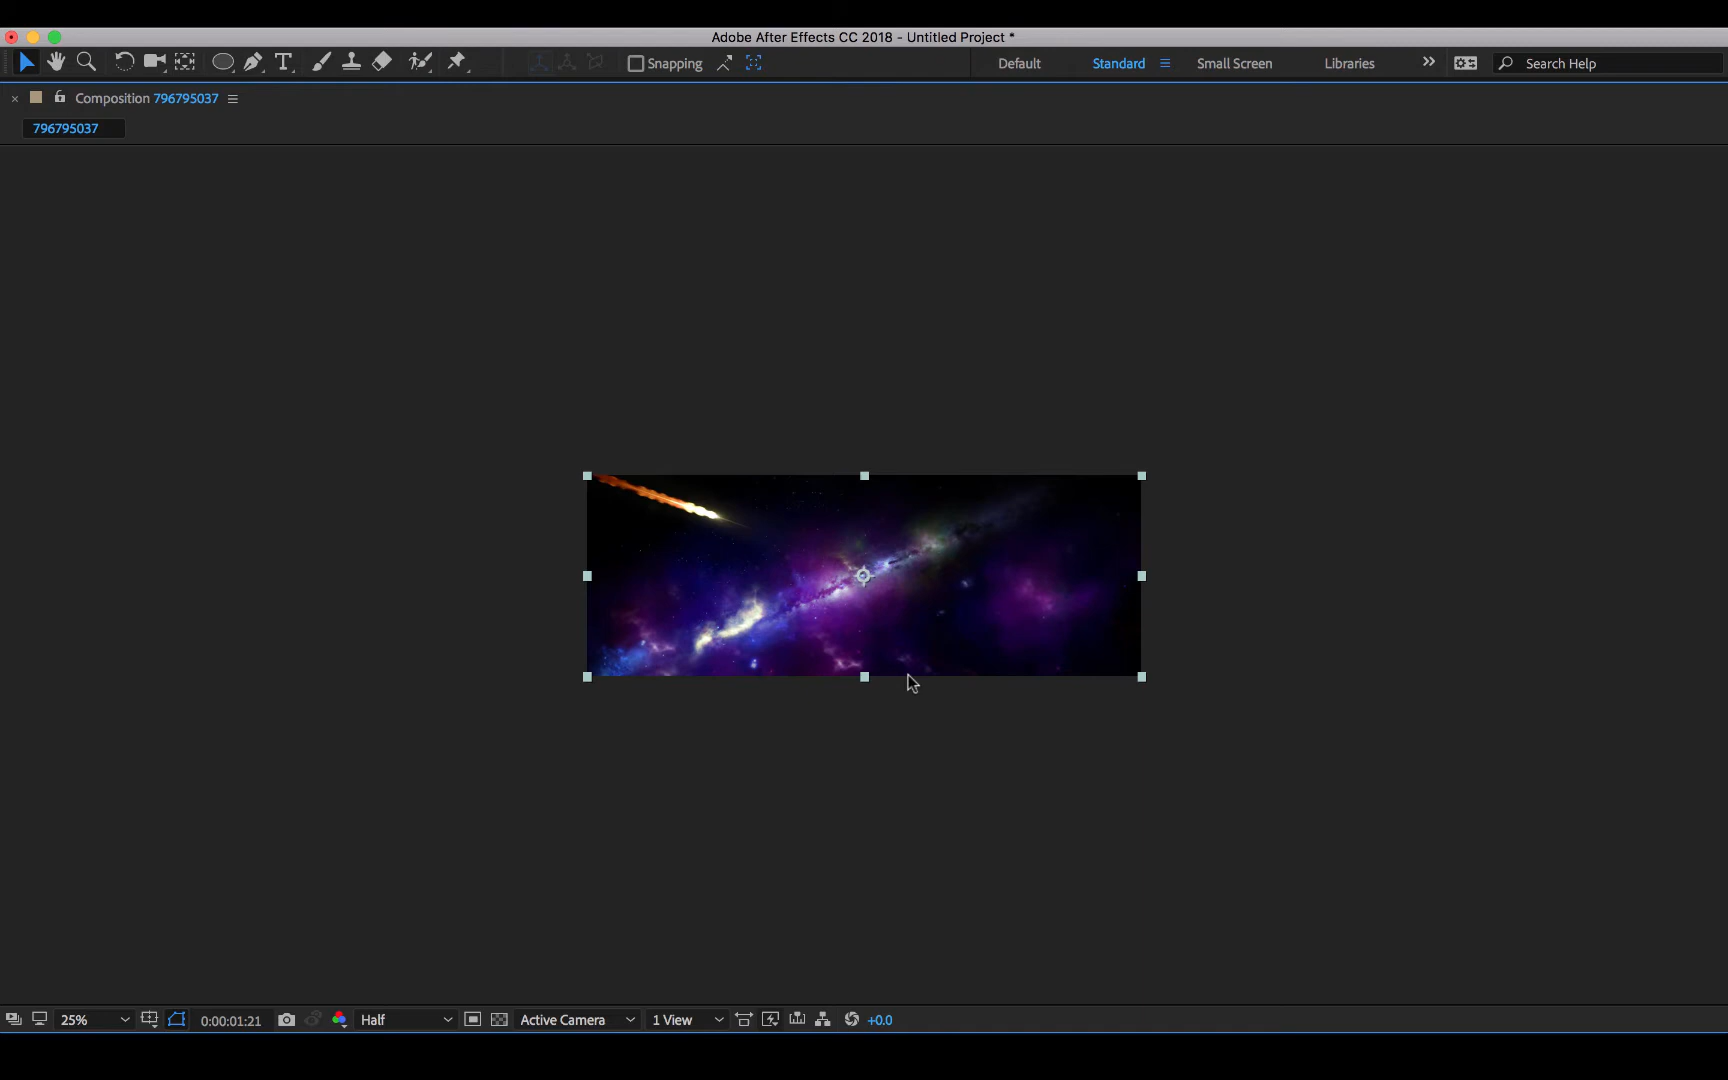 Adobe After Effects CC 2018 - Untitled Project *
T Snapping Default Standard Small Screen Libraries » Search Help
× Composition 796795037
796795037
25% 0:00:01:21 Half Active Camera 1 View +0.0